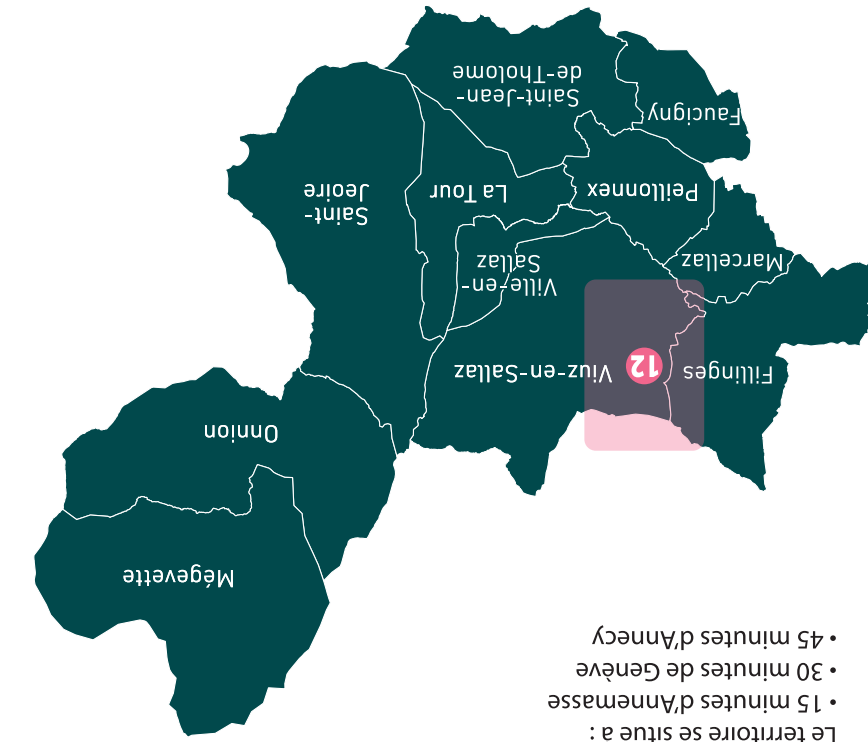 Le territoire se situe a :
• 15 minutes d'Annemasse
• 30 minutes de Genève
• 45 minutes d'Annecy
Mégevette
Onnion
Fillinges
12
Viuz-en-Sallaz
Ville-en-
Sallaz
Marcellaz
Saint-
Jeoire
La Tour
Peillonnex
Faucigny
Saint-Jean-
de-Tholome